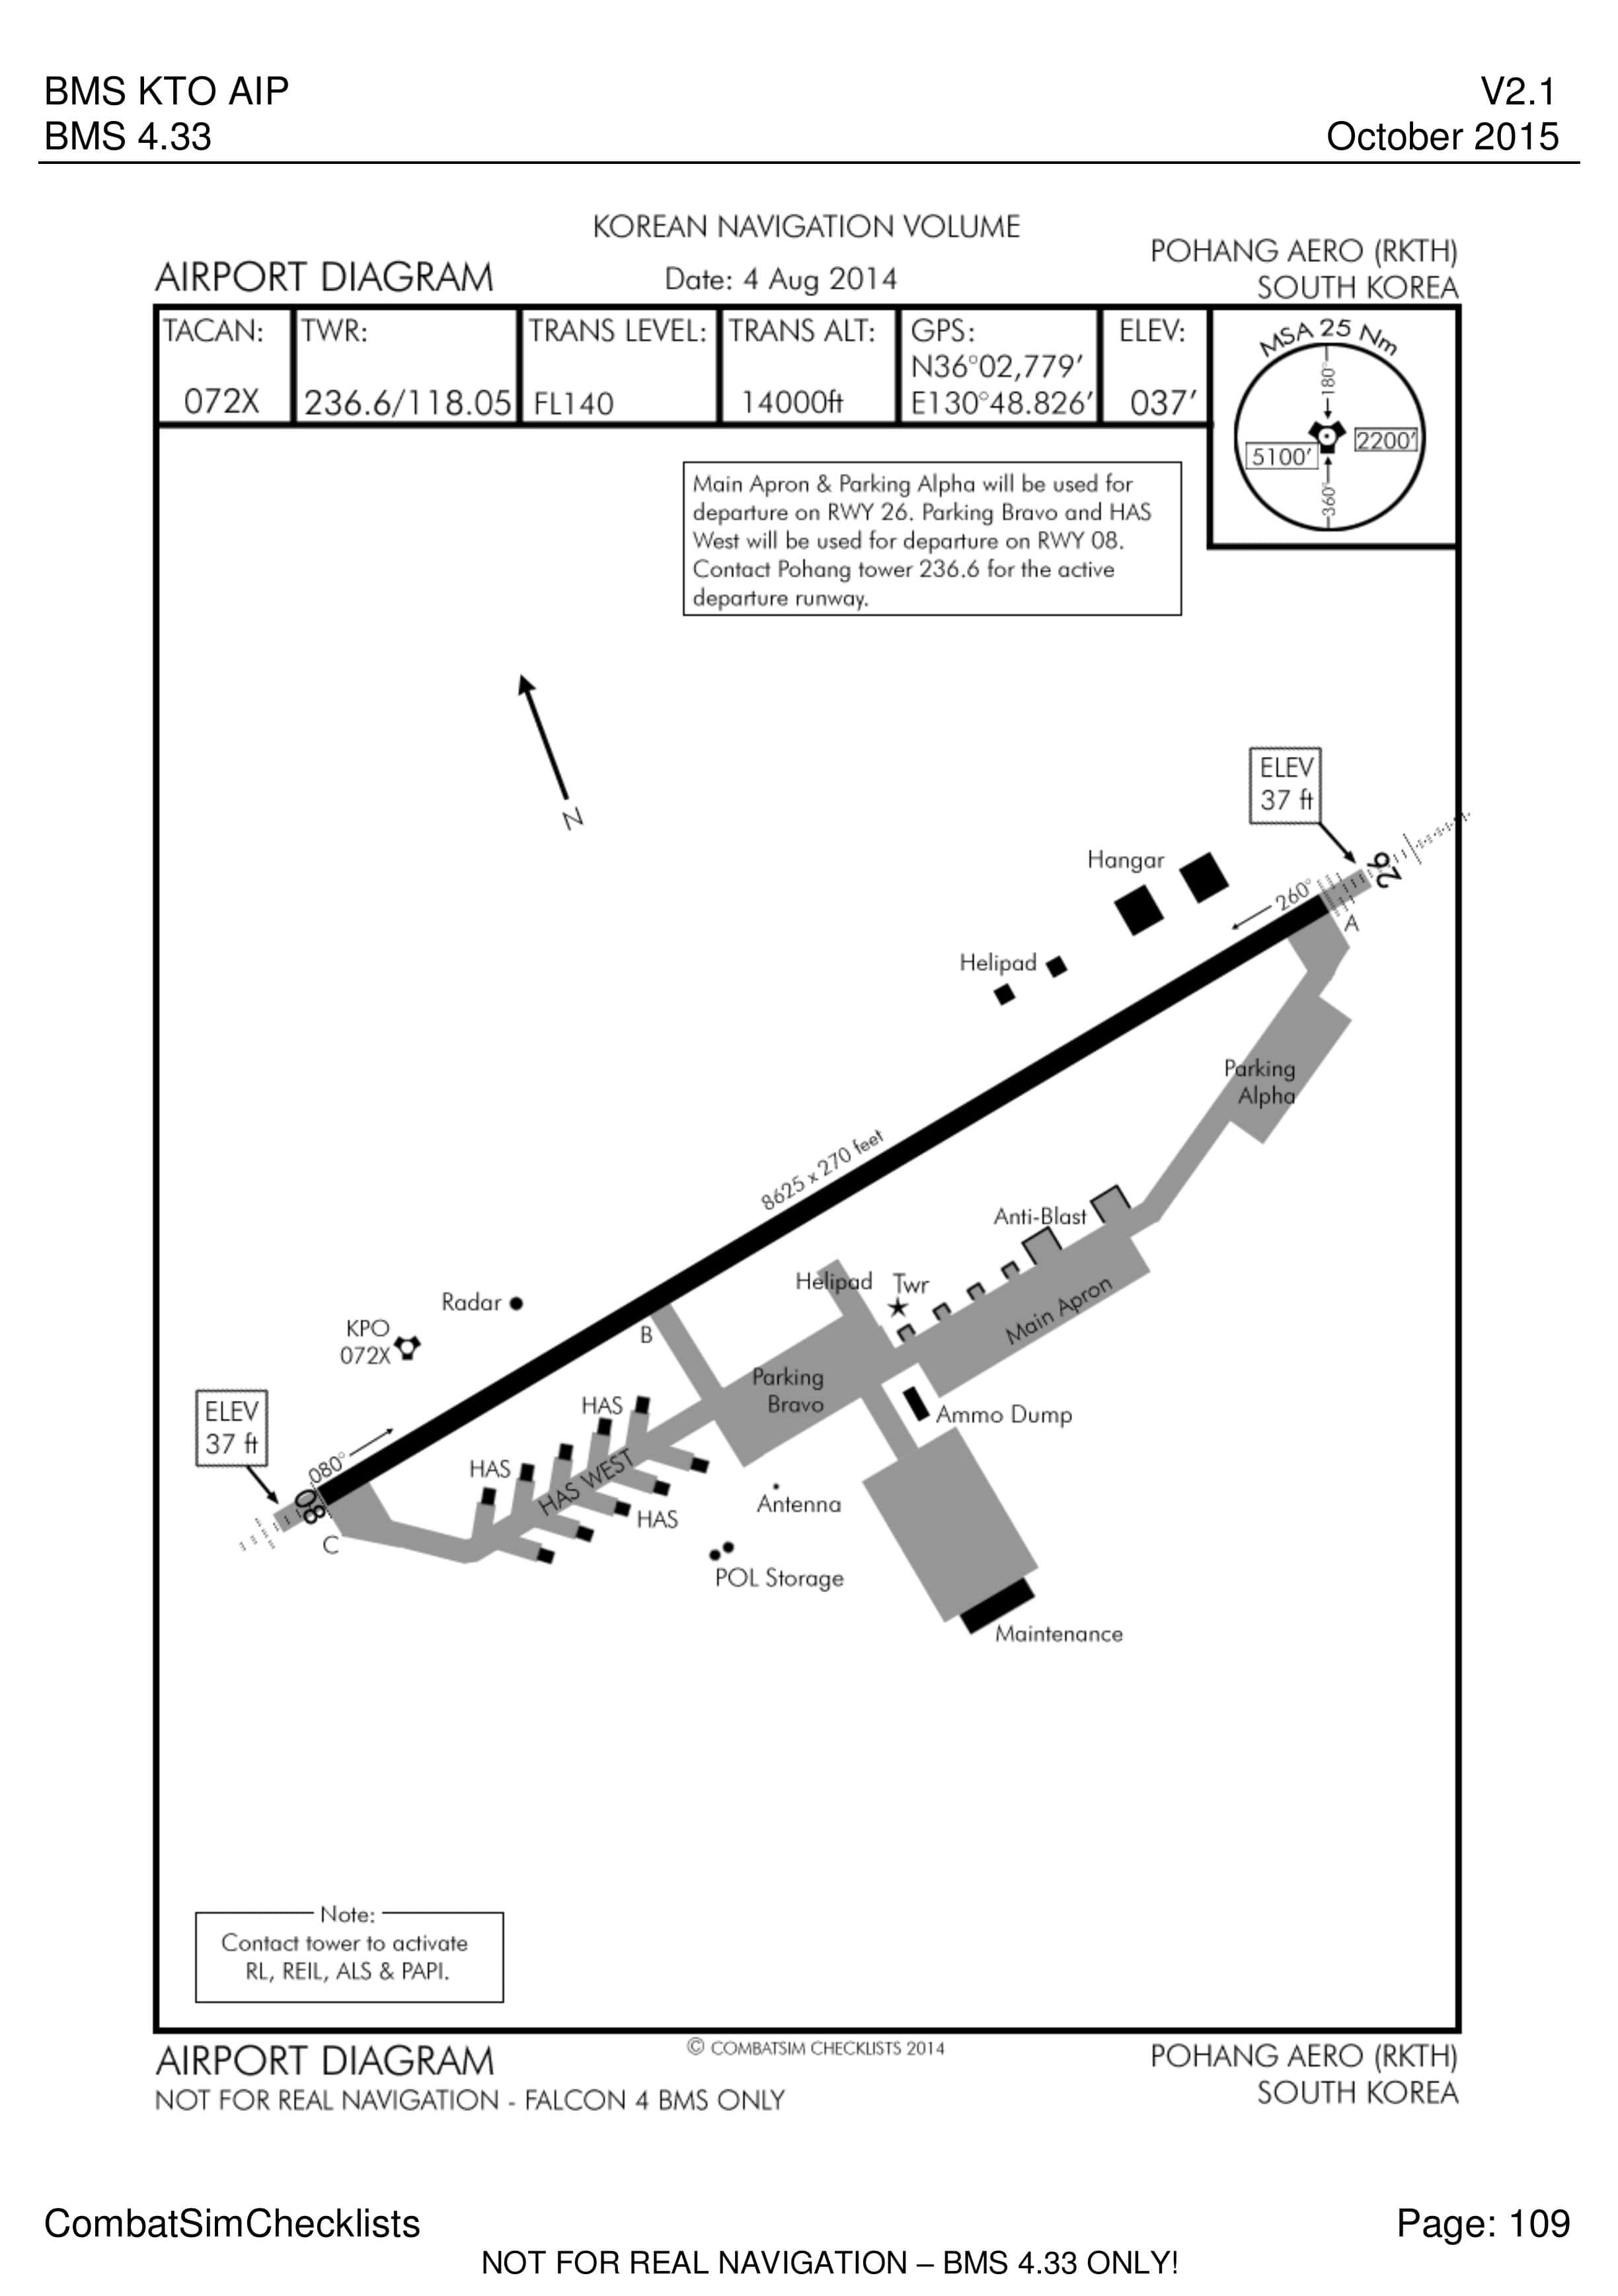 BMS KTO AIP V2.1
BMS 4.33 October 2015
KOREAN NAVIGATION VOLUME
AIRPORT DIAGRAM
Date: 4 Aug 2014
POHANG AERO (RKTH)
SOUTH KOREA
TACAN:
072X
TWR:
236.6/118.05
TRANS LEVEL:
FL140
TRANS ALT:
14000ft
GPS:
N36°02,779'
E130°48.826'
ELEV:
037'
MSA 25 Nm
180°
5100'
2200'
360°
Main Apron & Parking Alpha will be used for
departure on RWY 26. Parking Bravo and HAS
West will be used for departure on RWY 08.
Contact Pohang tower 236.6 for the active
departure runway.
N
ELEV
37 ft
Hangar
26
260°
A
Helipad
Parking
Alpha
8625 x 270 feet
Anti-Blast
Helipad
Twr
Main Apron
Radar
KPO
072X
B
Parking
Bravo
ELEV
37 ft
HAS
Ammo Dump
080°
HAS
HAS WEST
08
HAS
Antenna
C
POL Storage
Maintenance
Note:
Contact tower to activate
RL, REIL, ALS & PAPI.
AIRPORT DIAGRAM
© COMBATSIM CHECKLISTS 2014
POHANG AERO (RKTH)
NOT FOR REAL NAVIGATION - FALCON 4 BMS ONLY
SOUTH KOREA
CombatSimChecklists Page: 109
NOT FOR REAL NAVIGATION – BMS 4.33 ONLY!